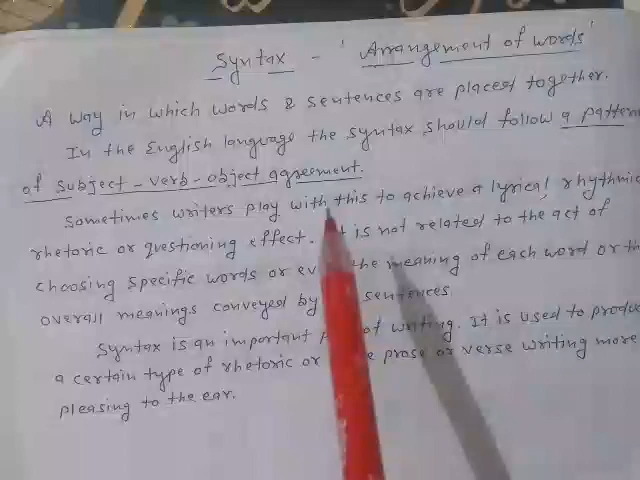 Syntax - 'Arrangement of words'
A way in which words & sentences are placed together.
In the English language the syntax should follow a pattern
of subject-verb-object agreement.
Sometimes writers play with this to achieve a lyrical, rhythmic
rhetoric or questioning effect. is not related to the act of
choosing specific words or the meaning of each word or
overall meanings conveyed by sentences.
Syntax is an important of writing. It is used to
a certain type of rhetoric or prose or verse writing more
pleasing to the ear.